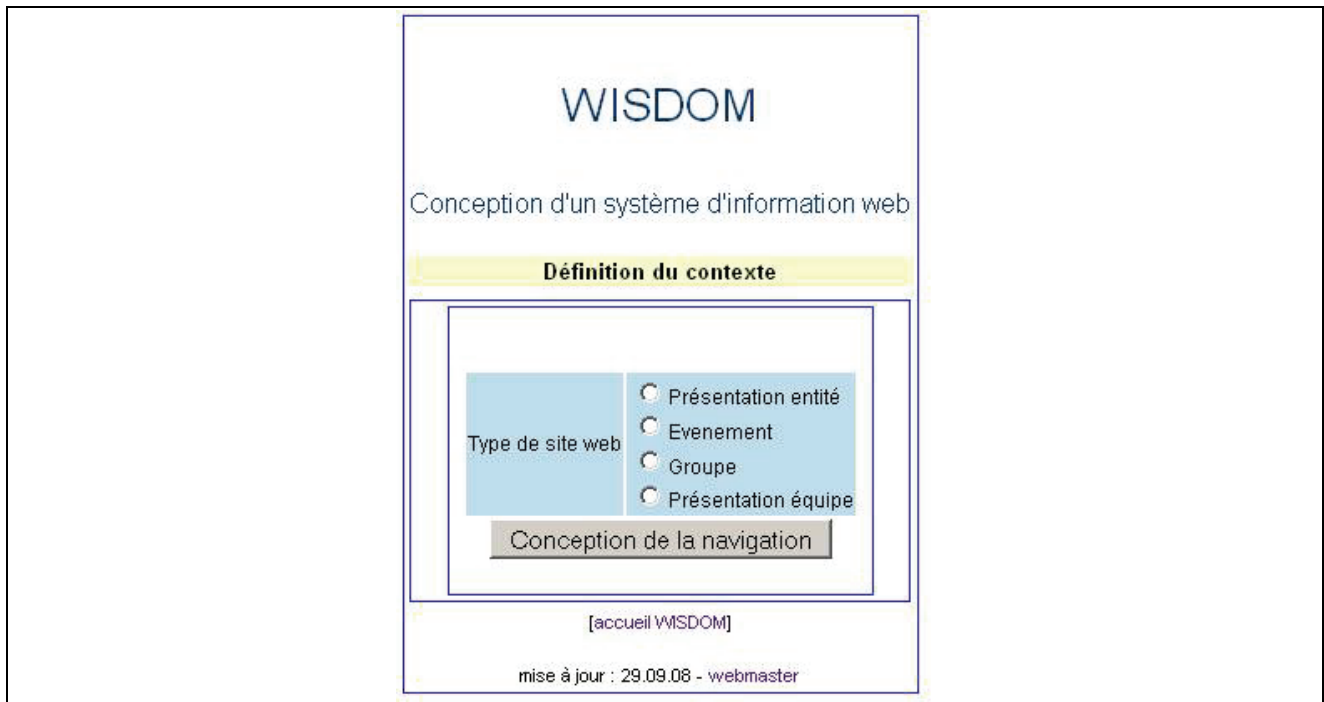 WISDOM
Conception d'un système d'information web
Définition du contexte
Type de site web
Présentation entité
Evenement
Groupe
Présentation équipe
Conception de la navigation
[accueil WISDOM]
mise à jour : 29.09.08 - webmaster